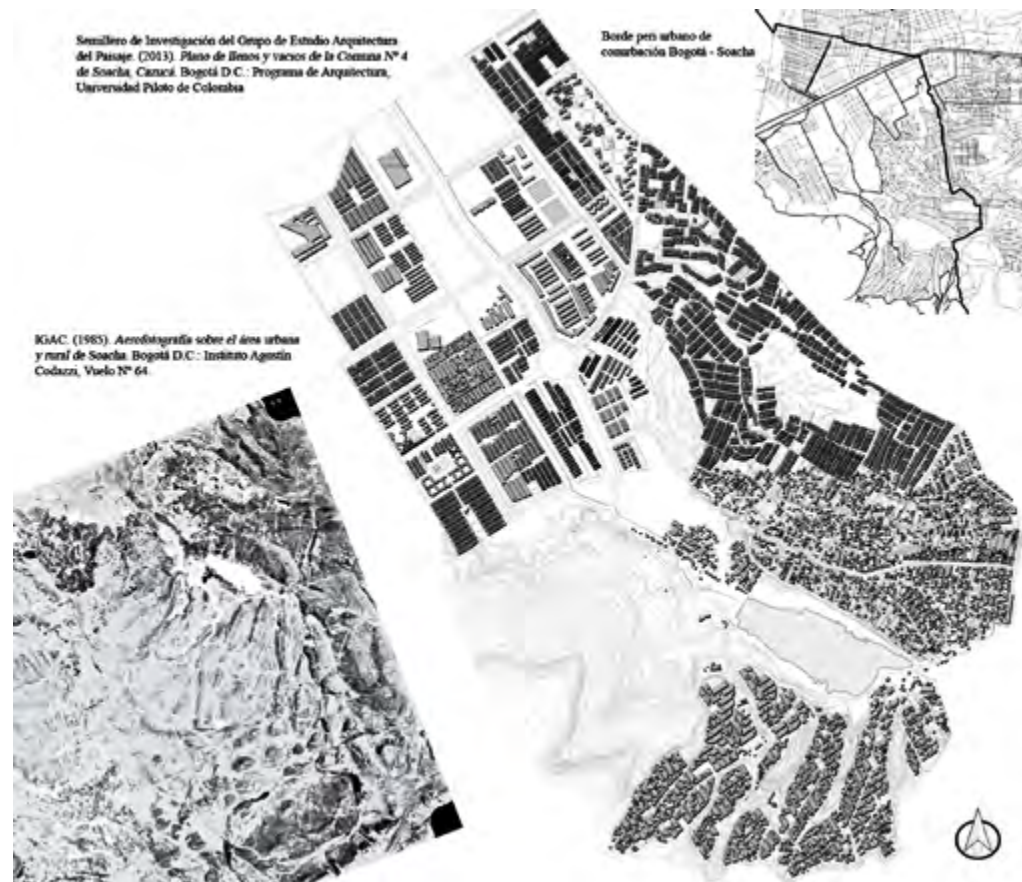 Semillero de Investigación del Grupo de Estudio Arquitectura
del Paisaje. (2013). Plano de llenos y vacíos de la Comuna Nº 4
de Soacha, Cazucá. Bogotá D.C.: Programa de Arquitectura,
Universidad Piloto de Colombia
Borde peri urbano de
conurbación Bogotá - Soacha
IGAC. (1985). Aerofotografía sobre el área urbana
y rural de Soacha. Bogotá D.C.: Instituto Agustín
Codazzi, Vuelo Nº 64.